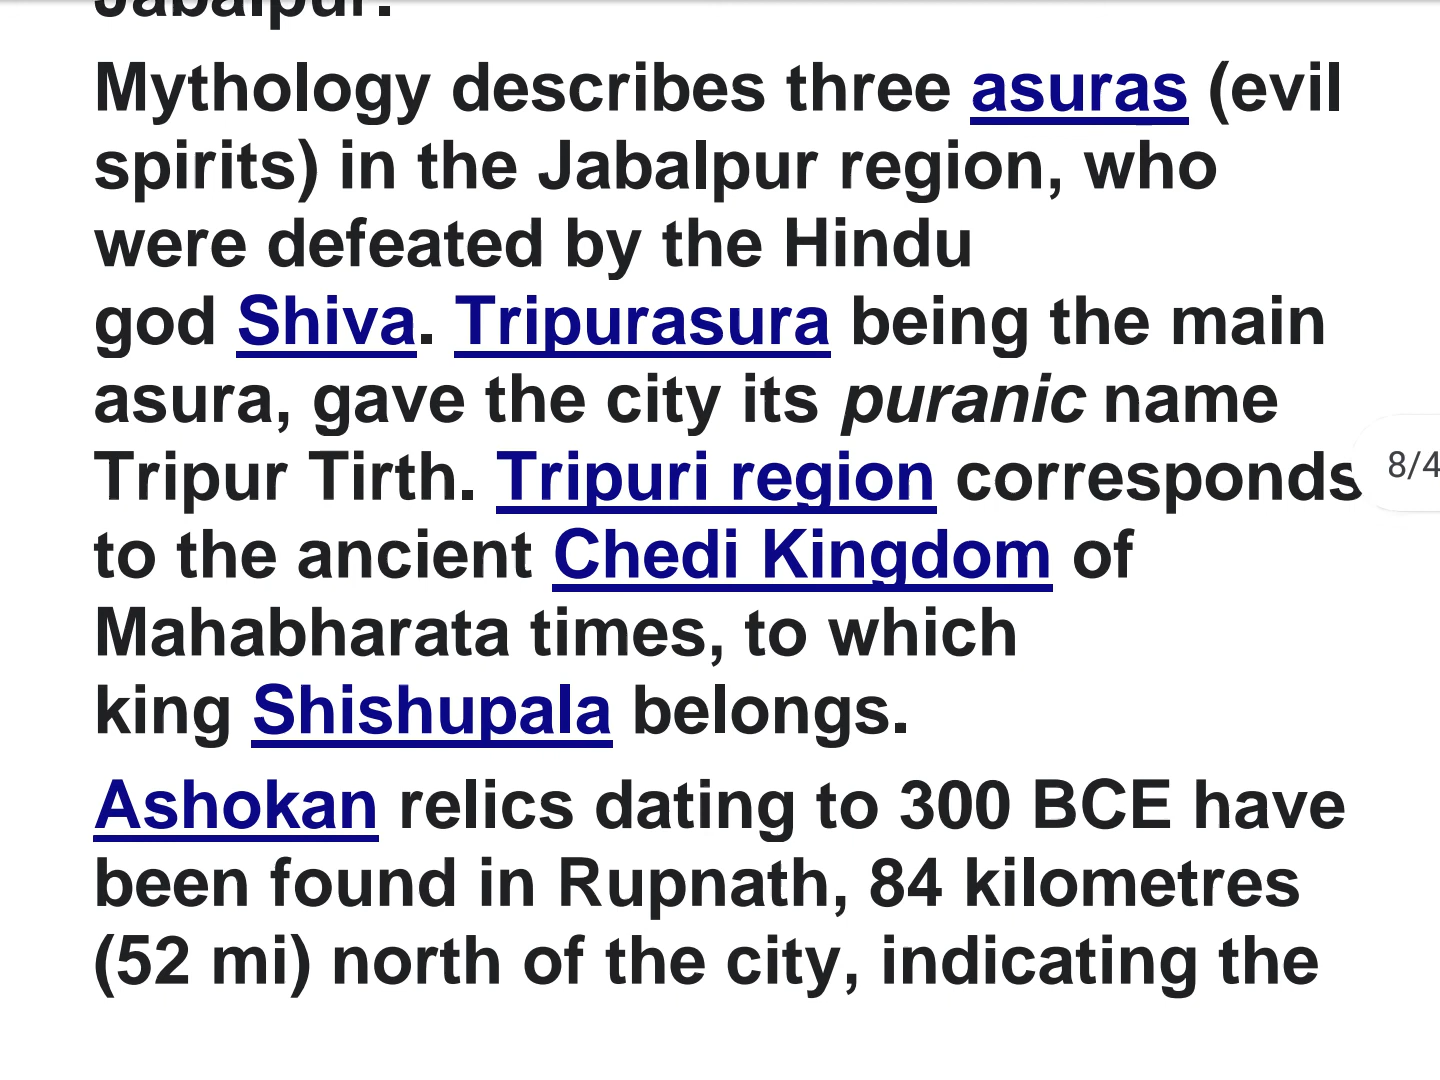 Jabalpur.
Mythology describes three asuras (evil
spirits) in the Jabalpur region, who
were defeated by the Hindu
god Shiva. Tripurasura being the main
asura, gave the city its puranic name
Tripur Tirth. Tripuri region corresponds
to the ancient Chedi Kingdom of
Mahabharata times, to which
king Shishupala belongs.
Ashokan relics dating to 300 BCE have
been found in Rupnath, 84 kilometres
(52 mi) north of the city, indicating the
8/4